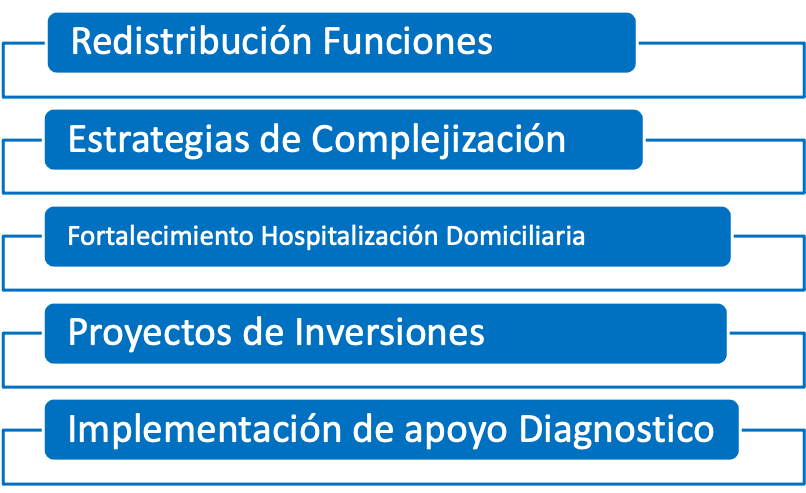 Redistribución Funciones
Estrategias de Complejización
Fortalecimiento Hospitalización Domiciliaria
Proyectos de Inversiones
Implementación de apoyo Diagnostico